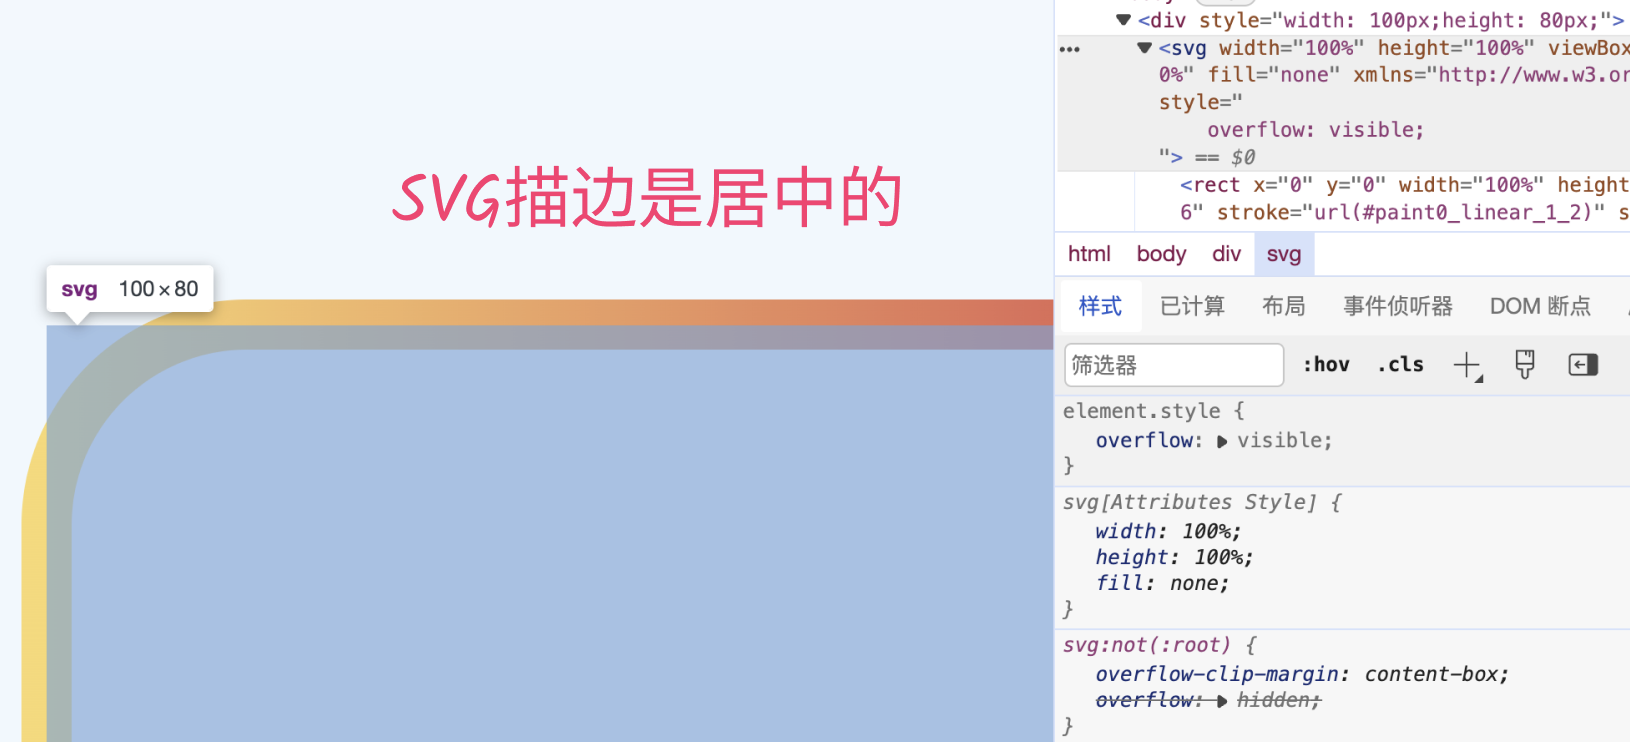 <div style="width: 100px;height: 80px;">
<svg width="100%" height="100%" viewBox
0%" fill="none" xmlns="http://www.w3.or
style="
overflow: visible;
"> == $0
<rect x="0" y="0" width="100%" height
6" stroke="url(#paint0_linear_1_2)" s
SVG描边是居中的
svg 100×80
html body div svg
样式 已计算 布局 事件侦听器 DOM 断点
筛选器 :hov .cls
element.style {
overflow: visible;
}
svg[Attributes Style] {
width: 100%;
height: 100%;
fill: none;
}
svg:not(:root) {
overflow-clip-margin: content-box;
overflow: hidden;
}